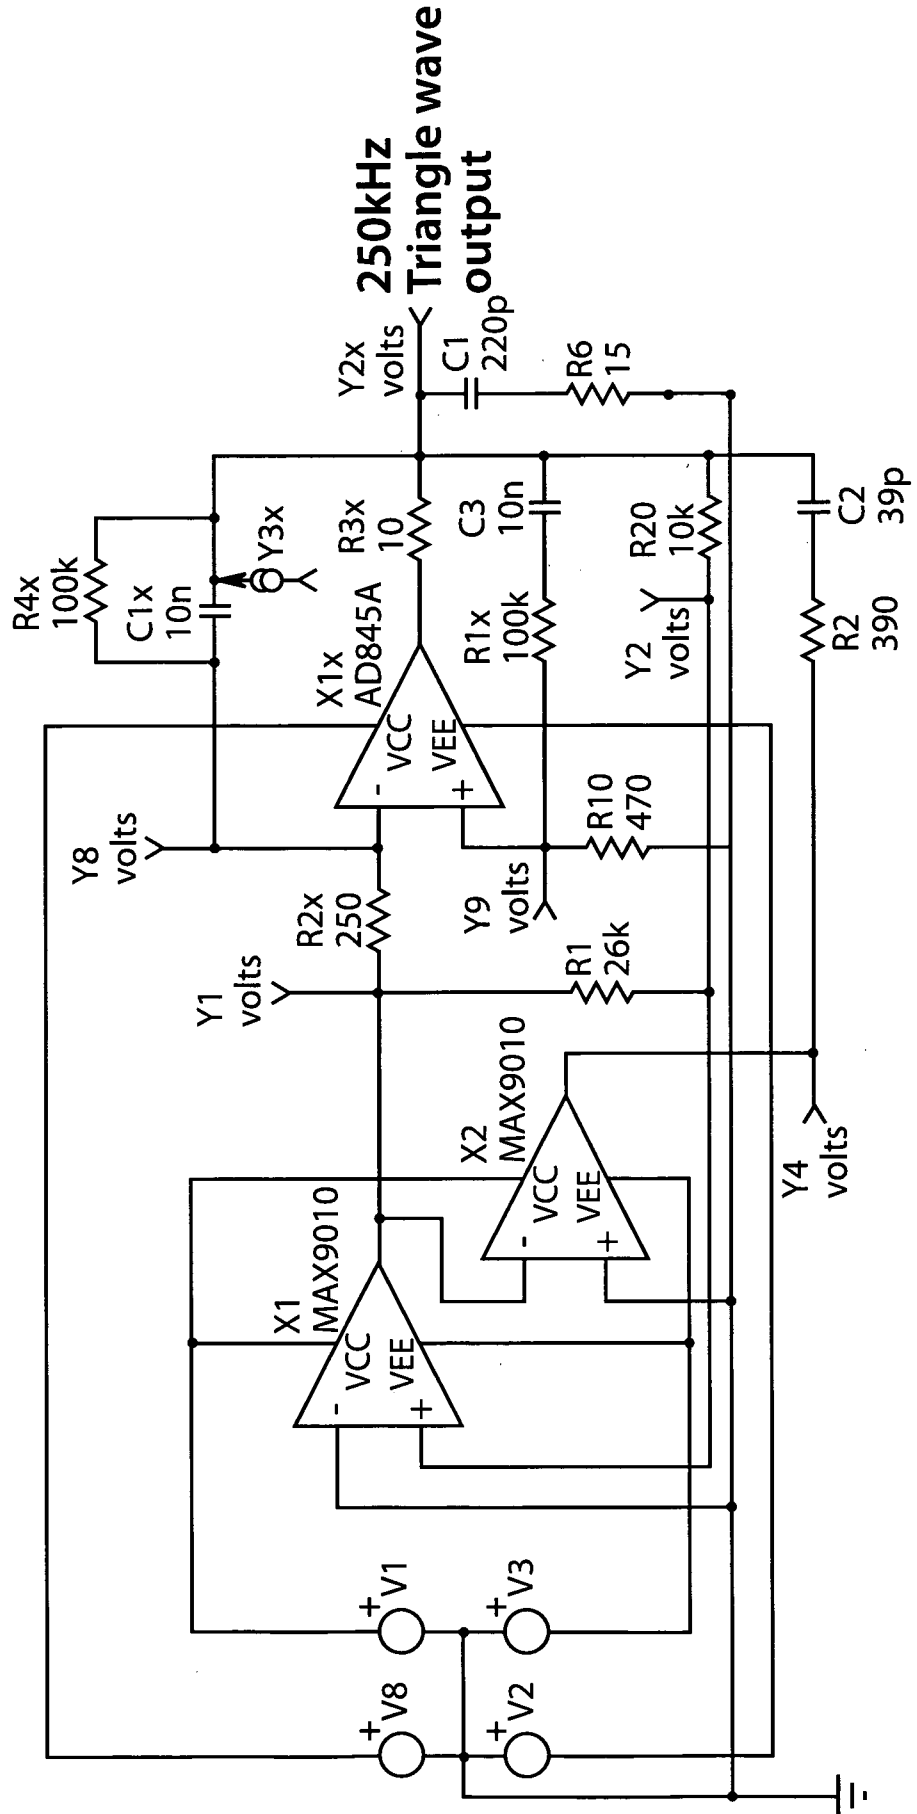 R4x
100k
C1x
10n
Y3x
Y8
volts
X1x
AD845A
VCC
VEE
-
+
R3x
10
Y2x
volts
250kHz
Triangle wave
output
C1
220p
R6
15
Y1
volts
R2x
250
Y9
volts
R1x
100k
C3
10n
R10
470
Y2
volts
R20
10k
R1
26k
R2
390
C2
39p
X1
MAX9010
VCC
VEE
-
+
X2
MAX9010
VCC
VEE
-
+
Y4
volts
+
V1
+
V3
+
V8
+
V2